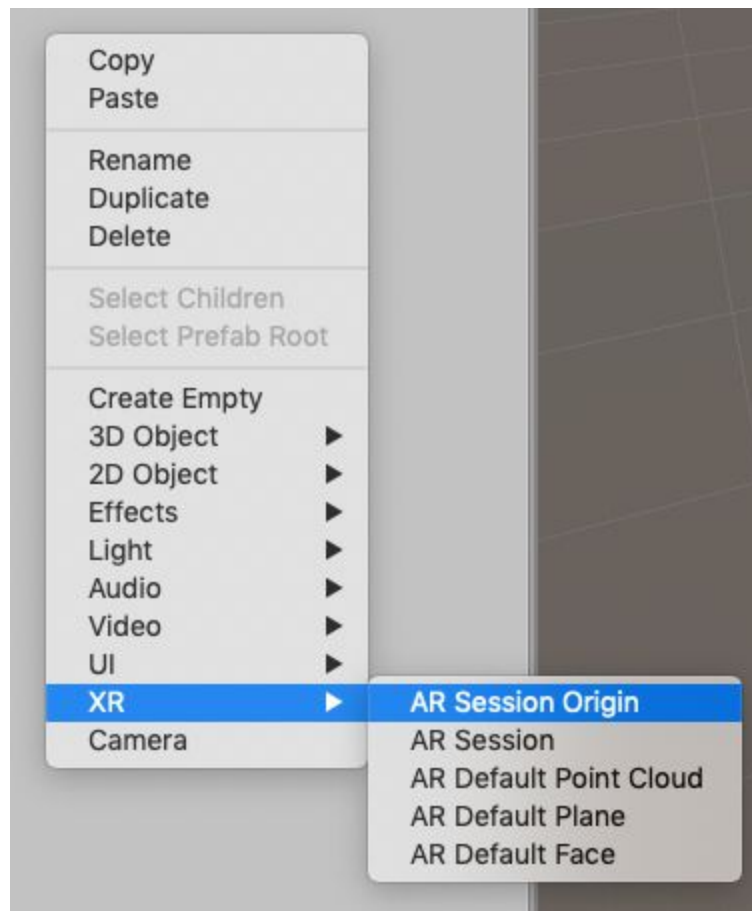 Copy
Paste
Rename
Duplicate
Delete
Select Children
Select Prefab Root
Create Empty
3D Object
2D Object
Effects
Light
Audio
Video
UI
XR
Camera
AR Session Origin
AR Session
AR Default Point Cloud
AR Default Plane
AR Default Face